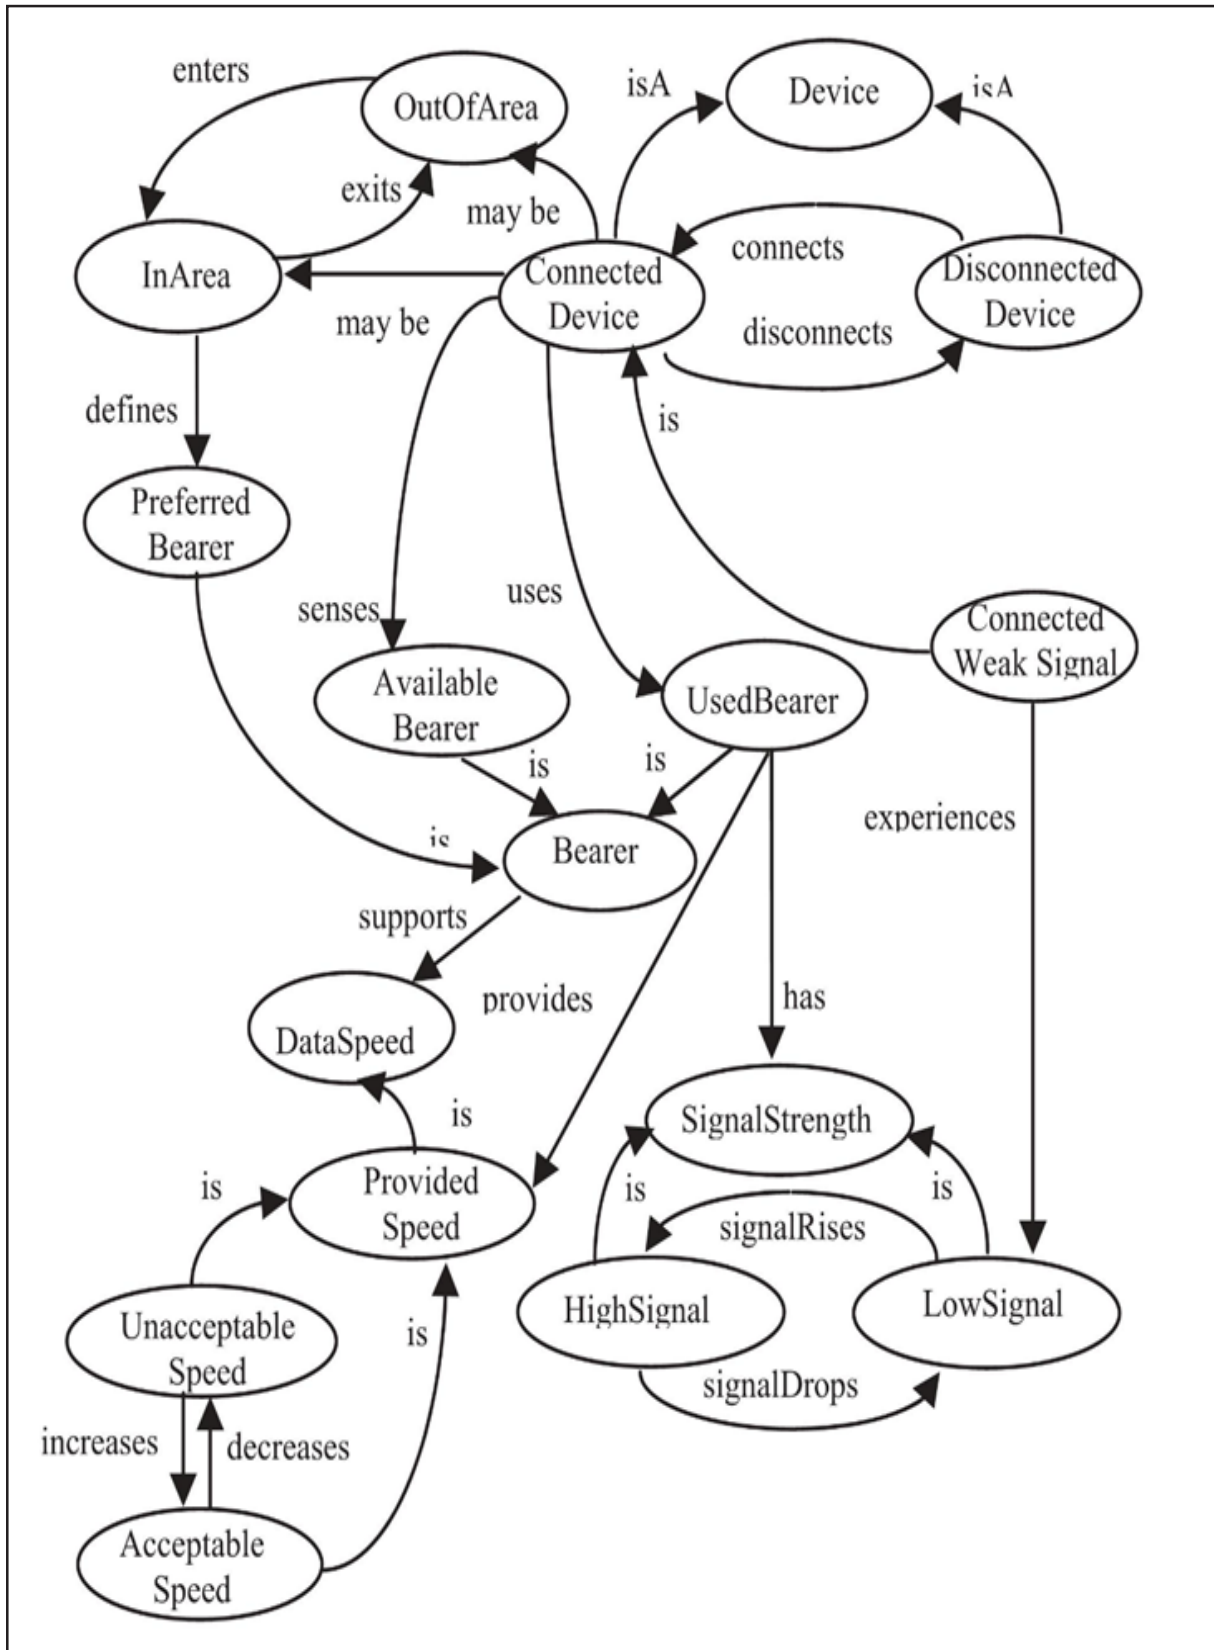 enters
OutOfArea
isA
Device
isA
exits
may be
InArea
Connected
Device
connects
Disconnected
Device
may be
disconnects
defines
is
Preferred
Bearer
senses
uses
Connected
Weak Signal
Available
Bearer
UsedBearer
is
is
experiences
is
Bearer
supports
provides
has
DataSpeed
is
SignalStrength
is
Provided
Speed
is
is
signalRises
Unacceptable
Speed
is
HighSignal
LowSignal
signalDrops
increases
decreases
Acceptable
Speed